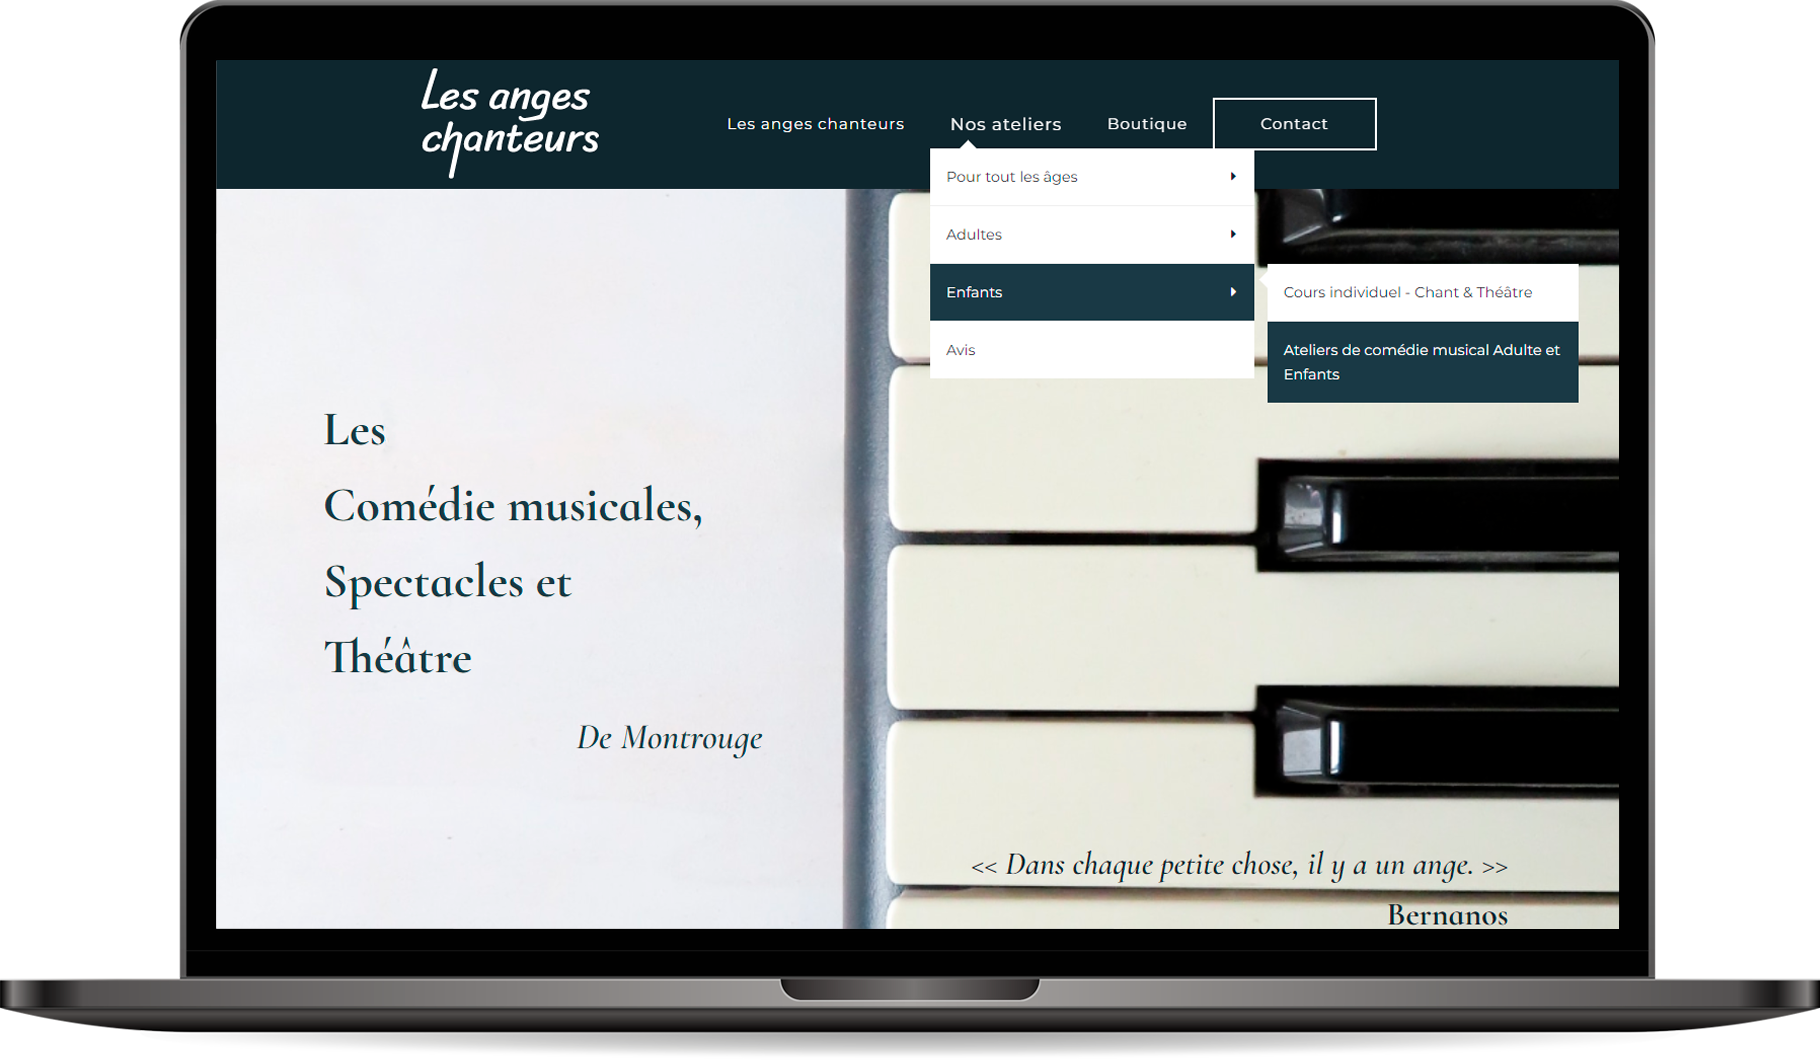 Les anges
chanteurs
Les anges chanteurs
Nos ateliers
Boutique
Contact
Pour tout les âges
Adultes
Enfants
Avis
Cours individuel - Chant & Théâtre
Ateliers de comédie musical Adulte et
Enfants
Les
Comédie musicales,
Spectacles et
Théâtre
De Montrouge
<< Dans chaque petite chose, il y a un ange. >>
Bernanos